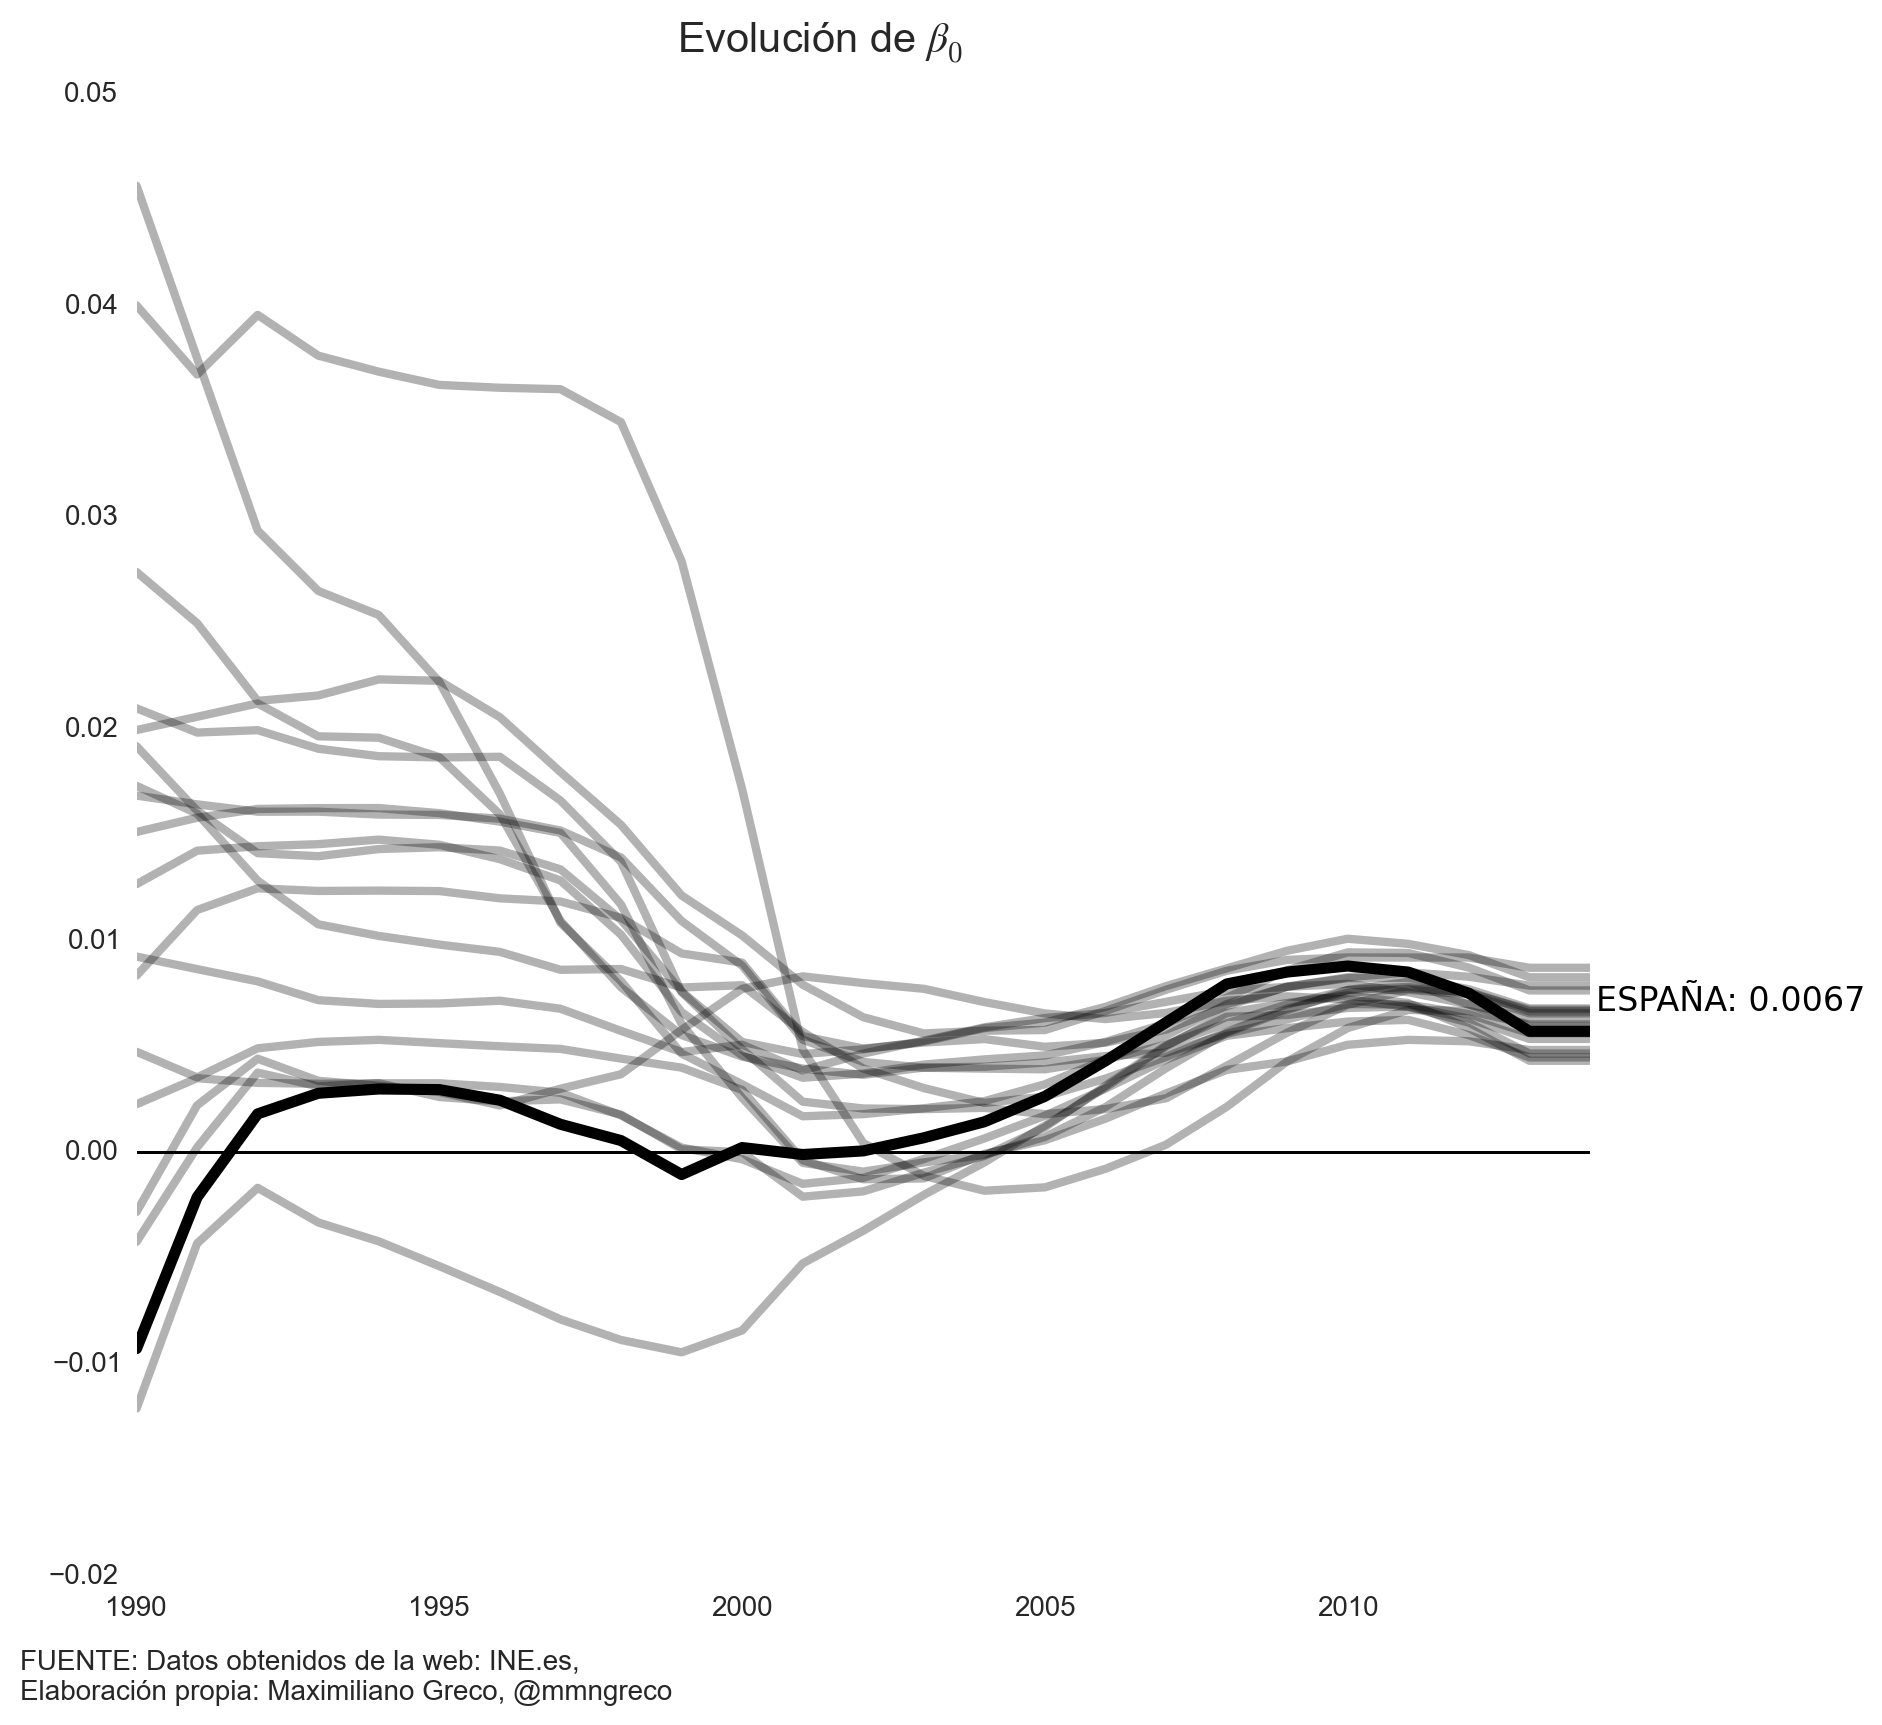 Evolución de β0
0.05
0.04
0.03
0.02
0.01
ESPAÑA: 0.0067
0.00
−0.01
−0.02
1990 1995 2000 2005 2010
FUENTE: Datos obtenidos de la web: INE.es,
Elaboración propia: Maximiliano Greco, @mmngreco